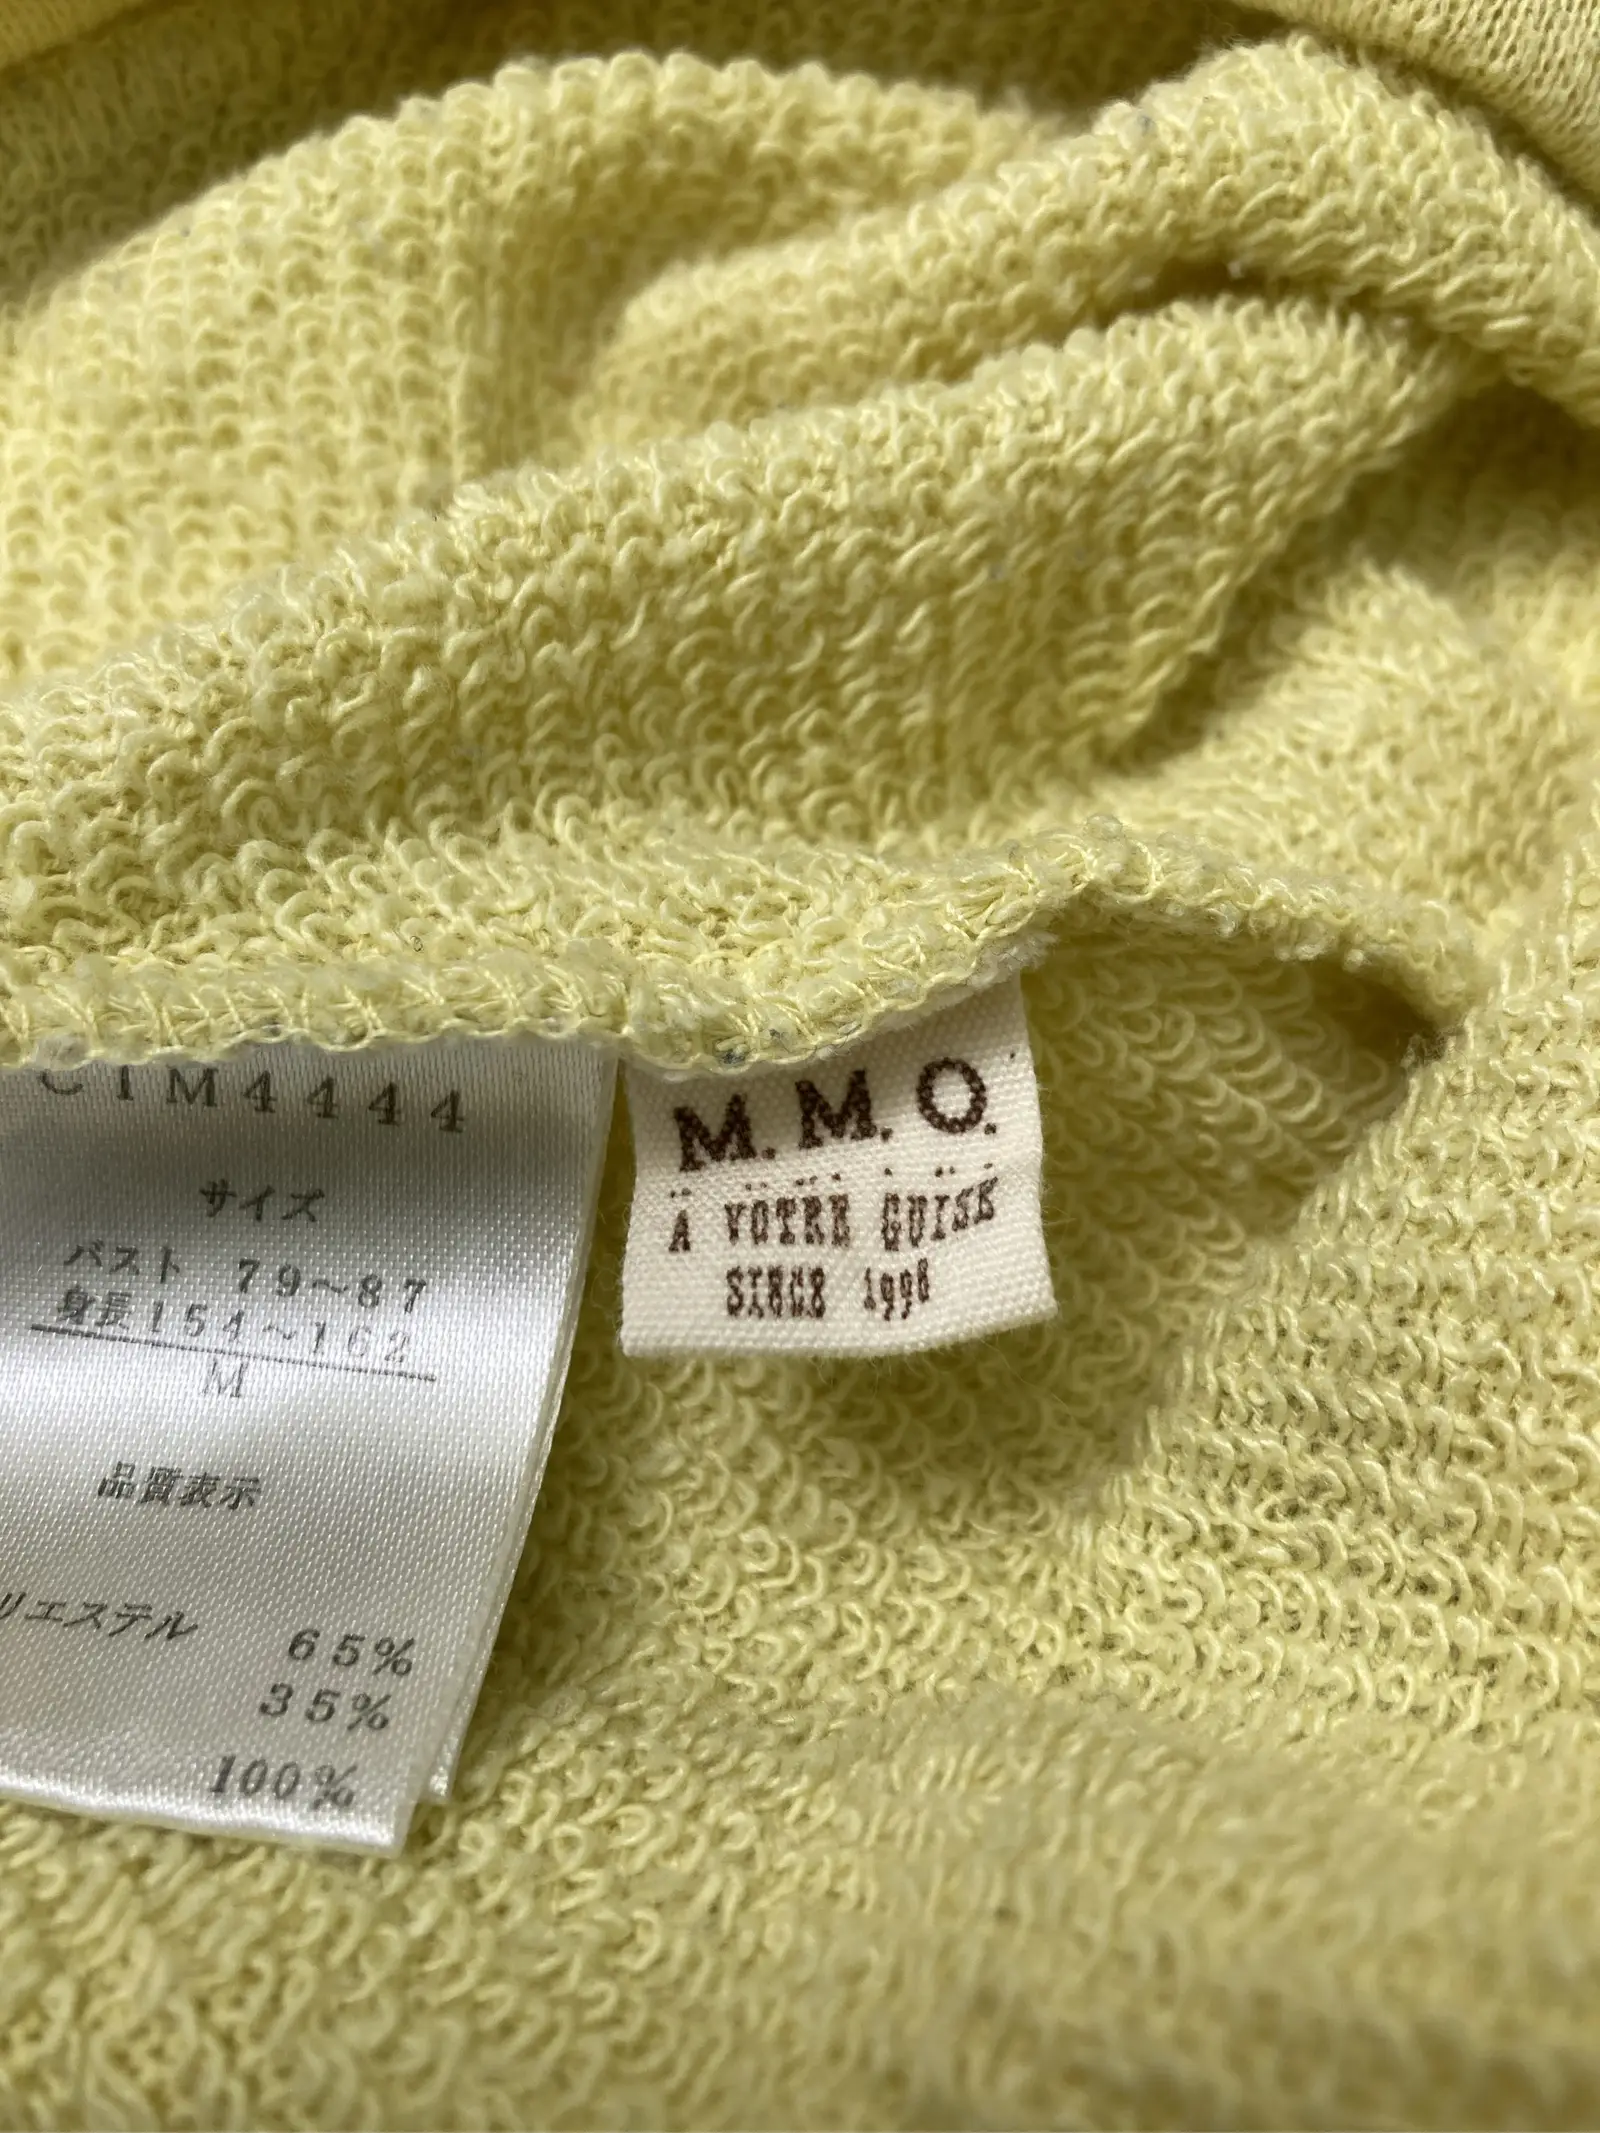 C1M4444
サイズ
バスト 79～87
身長154～162
M
品質表示
リエステル 65%
35%
100%
M. M. O.
A VOTRE GUISE
SINCE 1998